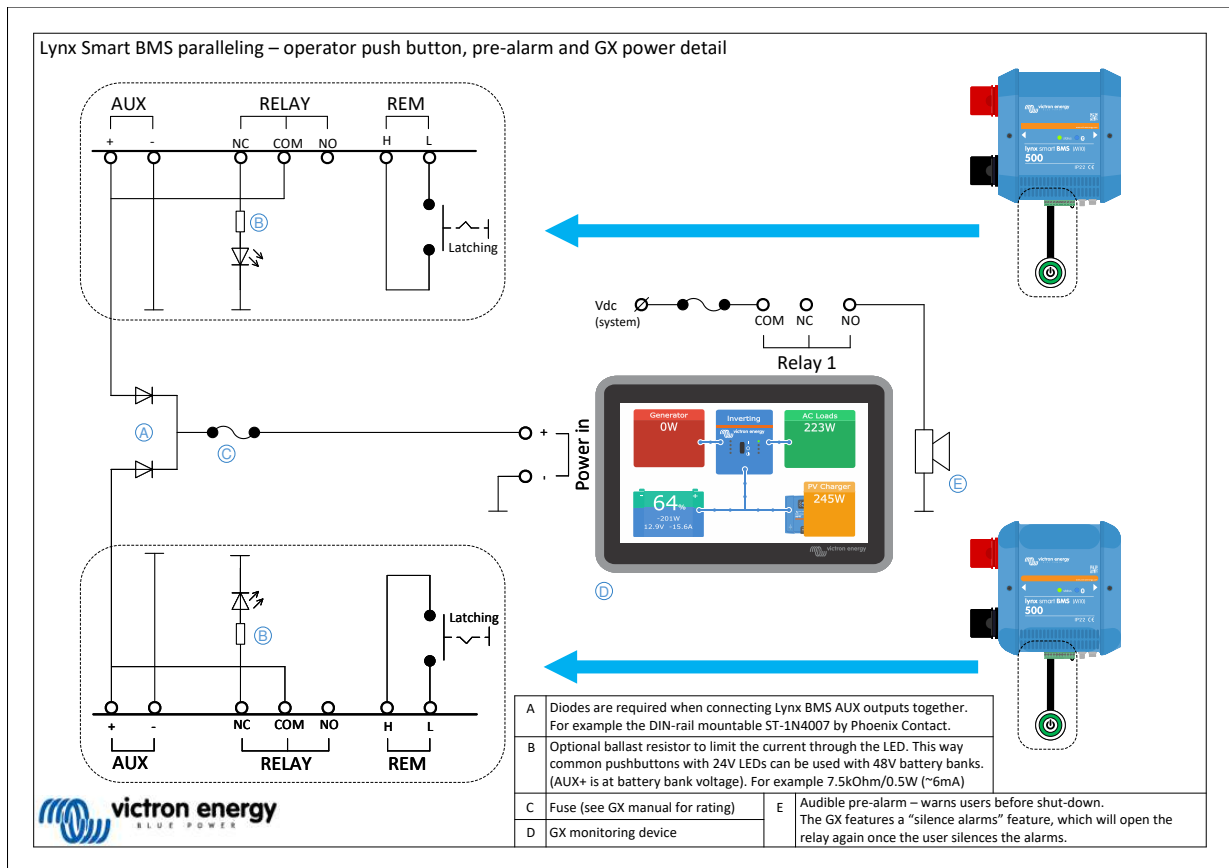 Lynx Smart BMS paralleling – operator push button, pre-alarm and GX power detail
AUX
RELAY
REM
+
-
NC
COM
NO
H
L
B
Latching
victron energy
lynx smart BMS
500
IP22
Vdc
(system)
COM
NC
NO
Relay 1
A
C
+
-
Power in
Generator
0W
Inverting
victron energy
AC Loads
223W
64%
-201W
12.9V -15.6A
PV Charger
245W
victron energy
E
D
B
Latching
+
-
NC
COM
NO
H
L
AUX
RELAY
REM
victron energy
lynx smart BMS
500
IP22
A Diodes are required when connecting Lynx BMS AUX outputs together.
For example the DIN-rail mountable ST-1N4007 by Phoenix Contact.
B Optional ballast resistor to limit the current through the LED. This way
common pushbuttons with 24V LEDs can be used with 48V battery banks.
(AUX+ is at battery bank voltage). For example 7.5kOhm/0.5W (~6mA)
C Fuse (see GX manual for rating)
D GX monitoring device
E Audible pre-alarm – warns users before shut-down.
The GX features a “silence alarms” feature, which will open the
relay again once the user silences the alarms.
victron energy
BLUE POWER